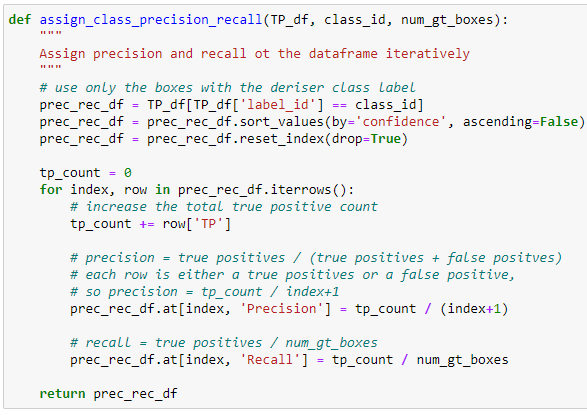 def assign_class_precision_recall(TP_df, class_id, num_gt_boxes):
    """
    Assign precision and recall ot the dataframe iteratively
    """
    # use only the boxes with the deriser class label
    prec_rec_df = TP_df[TP_df['label_id'] == class_id]
    prec_rec_df = prec_rec_df.sort_values(by='confidence', ascending=False)
    prec_rec_df = prec_rec_df.reset_index(drop=True)

    tp_count = 0
    for index, row in prec_rec_df.iterrows():
        # increase the total true positive count
        tp_count += row['TP']

        # precision = true positives / (true positives + false positves)
        # each row is either a true positives or a false positive,
        # so precision = tp_count / index+1
        prec_rec_df.at[index, 'Precision'] = tp_count / (index+1)

        # recall = true positives / num_gt_boxes
        prec_rec_df.at[index, 'Recall'] = tp_count / num_gt_boxes

    return prec_rec_df